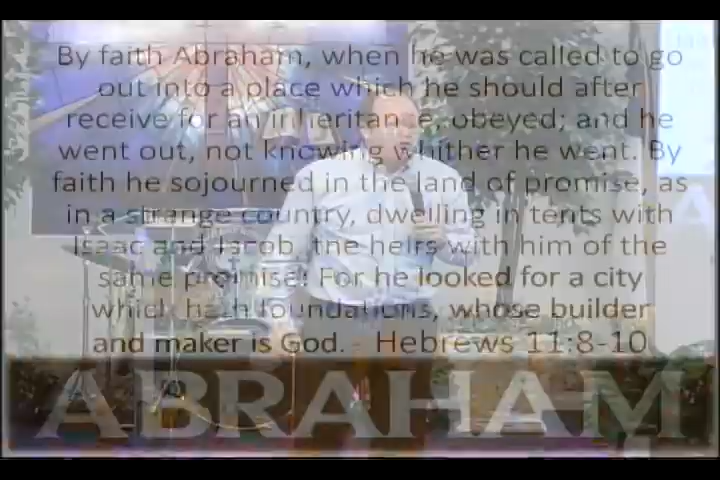 By faith Abraham, when he was called to go
out into a place which he should after
receive for an inheritance, obeyed; and he
went out, not knowing whither he went. By
faith he sojourned in the land of promise, as
in a strange country, dwelling in tents with
Isaac and Jacob, the heirs with him of the
same promise: For he looked for a city
which hath foundations, whose builder
and maker is God. Hebrews 11:8-10
ABRAHAM